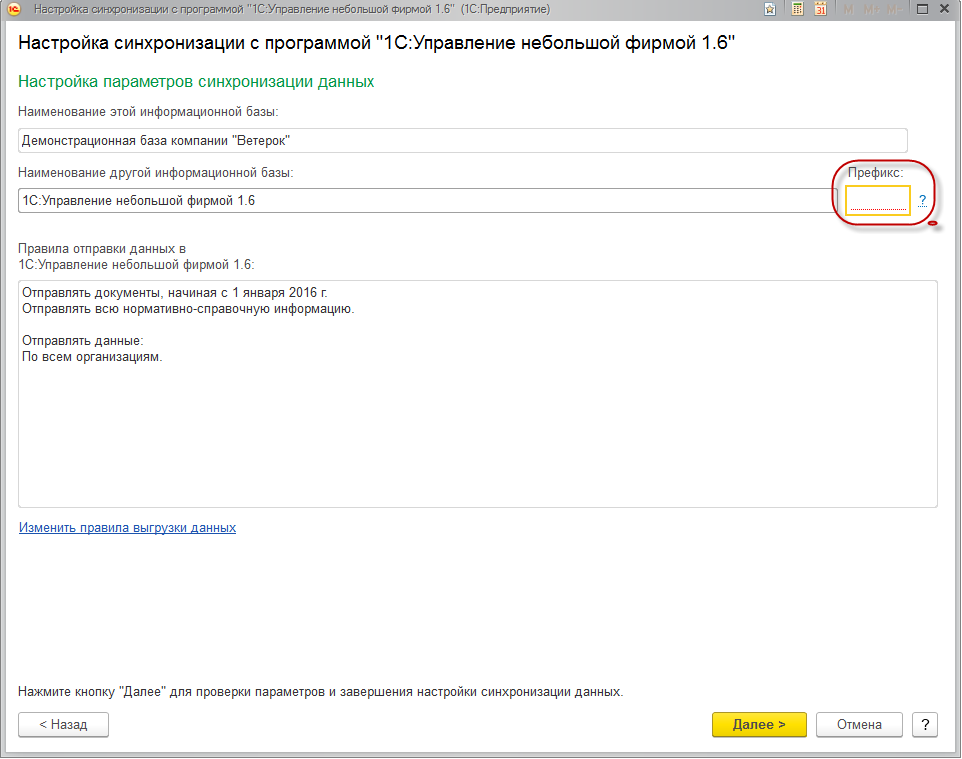 Настройка синхронизации с программой "1С:Управление небольшой фирмой 1.6" (1С:Предприятие)
31 M M+ M-
Настройка синхронизации с программой "1С:Управление небольшой фирмой 1.6"
Настройка параметров синхронизации данных
Наименование этой информационной базы:
Демонстрационная база компании "Ветерок"
Наименование другой информационной базы:
Префикс:
1С:Управление небольшой фирмой 1.6
?
Правила отправки данных в
1С:Управление небольшой фирмой 1.6:
Отправлять документы, начиная с 1 января 2016 г.
Отправлять всю нормативно-справочную информацию.
Отправлять данные:
По всем организациям.
Изменить правила выгрузки данных
Нажмите кнопку "Далее" для проверки параметров и завершения настройки синхронизации данных.
< Назад
Далее >
Отмена
?